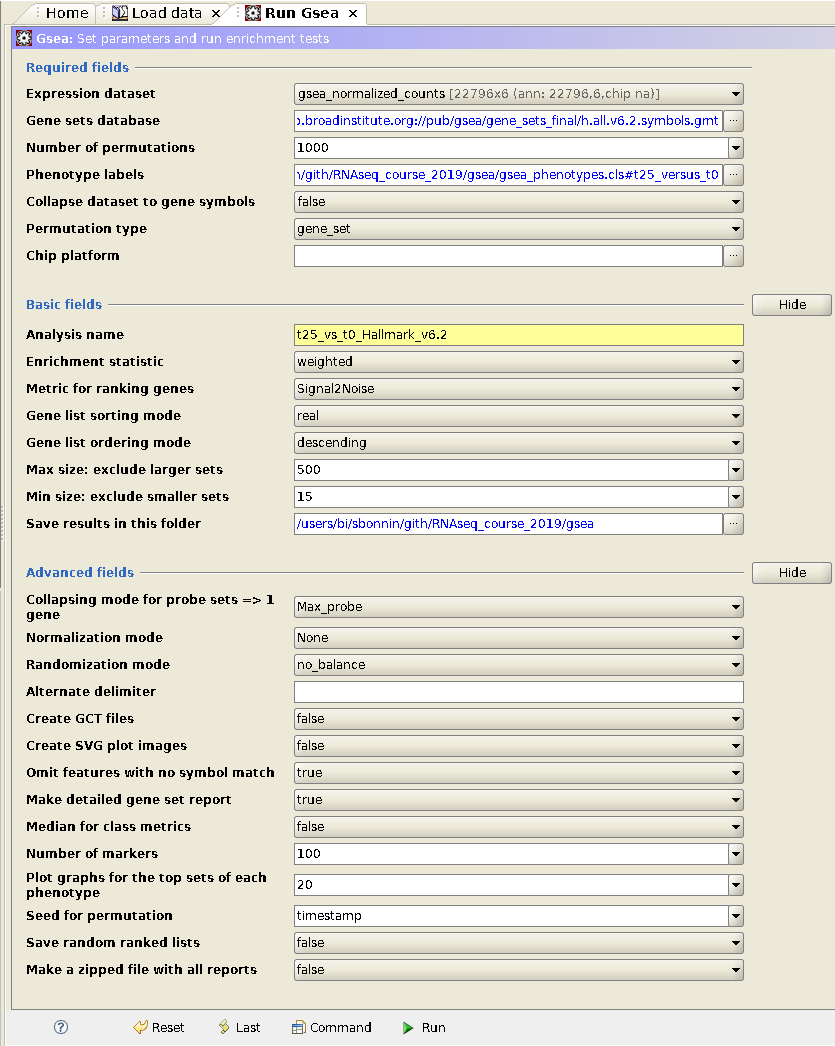 Home Load data × Run Gsea ×
Gsea: Set parameters and run enrichment tests
Required fields
Expression dataset gsea_normalized_counts [22796x6 (ann: 22796,6,chip na)]
Gene sets database .broadinstitute.org://pub/gsea/gene_sets_final/h.all.v6.2.symbols.gmt ...
Number of permutations 1000
Phenotype labels /gith/RNAseq_course_2019/gsea/gsea_phenotypes.cls#t25_versus_t0 ...
Collapse dataset to gene symbols false
Permutation type gene_set
Chip platform ...
Basic fields Hide
Analysis name t25_vs_t0_Hallmark_v6.2
Enrichment statistic weighted
Metric for ranking genes Signal2Noise
Gene list sorting mode real
Gene list ordering mode descending
Max size: exclude larger sets 500
Min size: exclude smaller sets 15
Save results in this folder /users/bi/sbonnin/gith/RNAseq_course_2019/gsea ...
Advanced fields Hide
Collapsing mode for probe sets => 1
gene Max_probe
Normalization mode None
Randomization mode no_balance
Alternate delimiter
Create GCT files false
Create SVG plot images false
Omit features with no symbol match true
Make detailed gene set report true
Median for class metrics false
Number of markers 100
Plot graphs for the top sets of each
phenotype 20
Seed for permutation timestamp
Save random ranked lists false
Make a zipped file with all reports false
? Reset Last Command Run